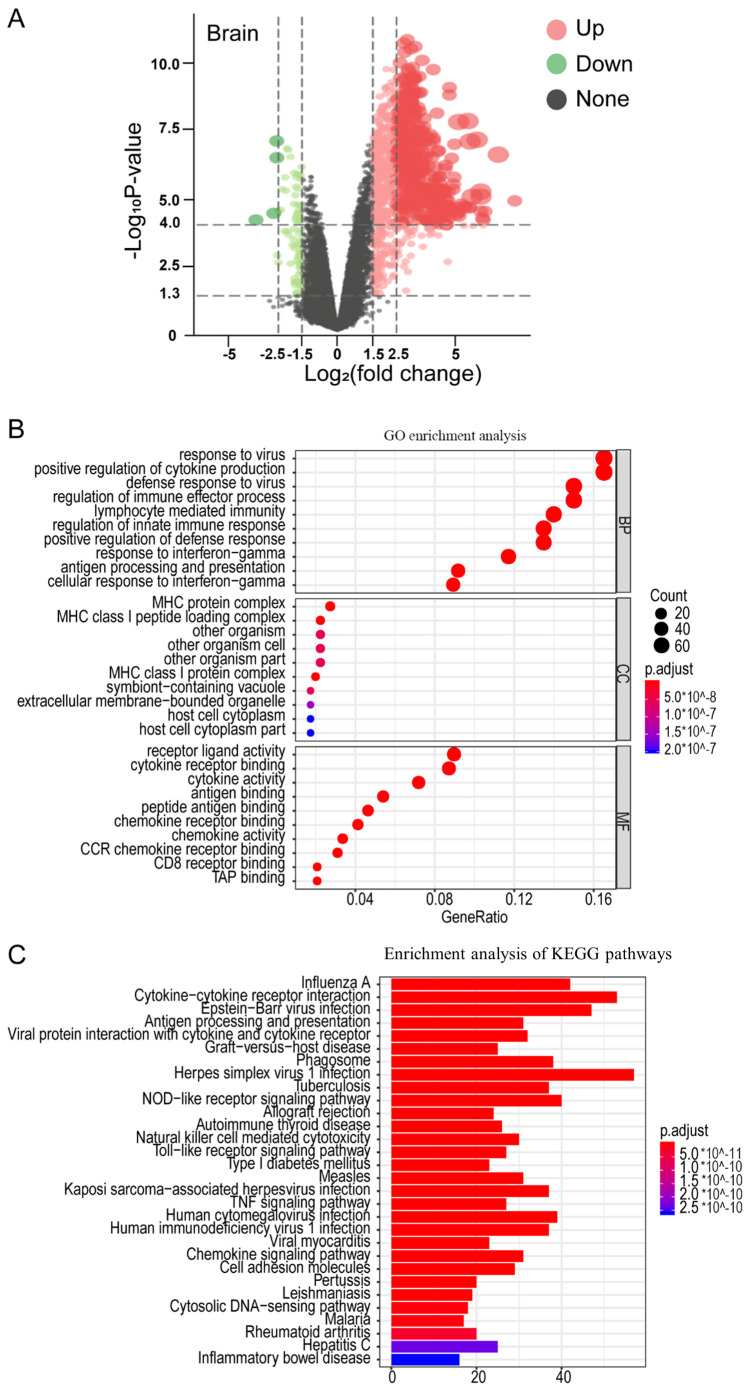 A
Brain
Up
Down
None
-Log₁₀P-value
10.0
7.5
5.0
4.0
2.5
1.3
0
-5
-2.5
-1.5
0
1.5
2.5
5
Log₂(fold change)
B
GO enrichment analysis
response to virus
positive regulation of cytokine production
defense response to virus
regulation of immune effector process
lymphocyte mediated immunity
regulation of innate immune response
positive regulation of defense response
response to interferon-gamma
antigen processing and presentation
cellular response to interferon-gamma
BP
MHC protein complex
MHC class I peptide loading complex
other organism
other organism cell
other organism part
MHC class I protein complex
symbiont-containing vacuole
extracellular membrane-bounded organelle
host cell cytoplasm
host cell cytoplasm part
CC
receptor ligand activity
cytokine receptor binding
cytokine activity
antigen binding
peptide antigen binding
chemokine receptor binding
chemokine activity
CCR chemokine receptor binding
CD8 receptor binding
TAP binding
MF
0.04
0.08
0.12
0.16
GeneRatio
Count
20
40
60
p.adjust
5.0*10^-8
1.0*10^-7
1.5*10^-7
2.0*10^-7
C
Enrichment analysis of KEGG pathways
Influenza A
Cytokine−cytokine receptor interaction
Epstein−Barr virus infection
Antigen processing and presentation
Viral protein interaction with cytokine and cytokine receptor
Graft−versus−host disease
Phagosome
Herpes simplex virus 1 infection
Tuberculosis
NOD−like receptor signaling pathway
Allograft rejection
Autoimmune thyroid disease
Natural killer cell mediated cytotoxicity
Toll−like receptor signaling pathway
Type I diabetes mellitus
Measles
Kaposi sarcoma−associated herpesvirus infection
TNF signaling pathway
Human cytomegalovirus infection
Human immunodeficiency virus 1 infection
Viral myocarditis
Chemokine signaling pathway
Cell adhesion molecules
Pertussis
Leishmaniasis
Cytosolic DNA−sensing pathway
Malaria
Rheumatoid arthritis
Hepatitis C
Inflammatory bowel disease
0
20
40
p.adjust
5.0*10^-11
1.0*10^-10
1.5*10^-10
2.0*10^-10
2.5*10^-10